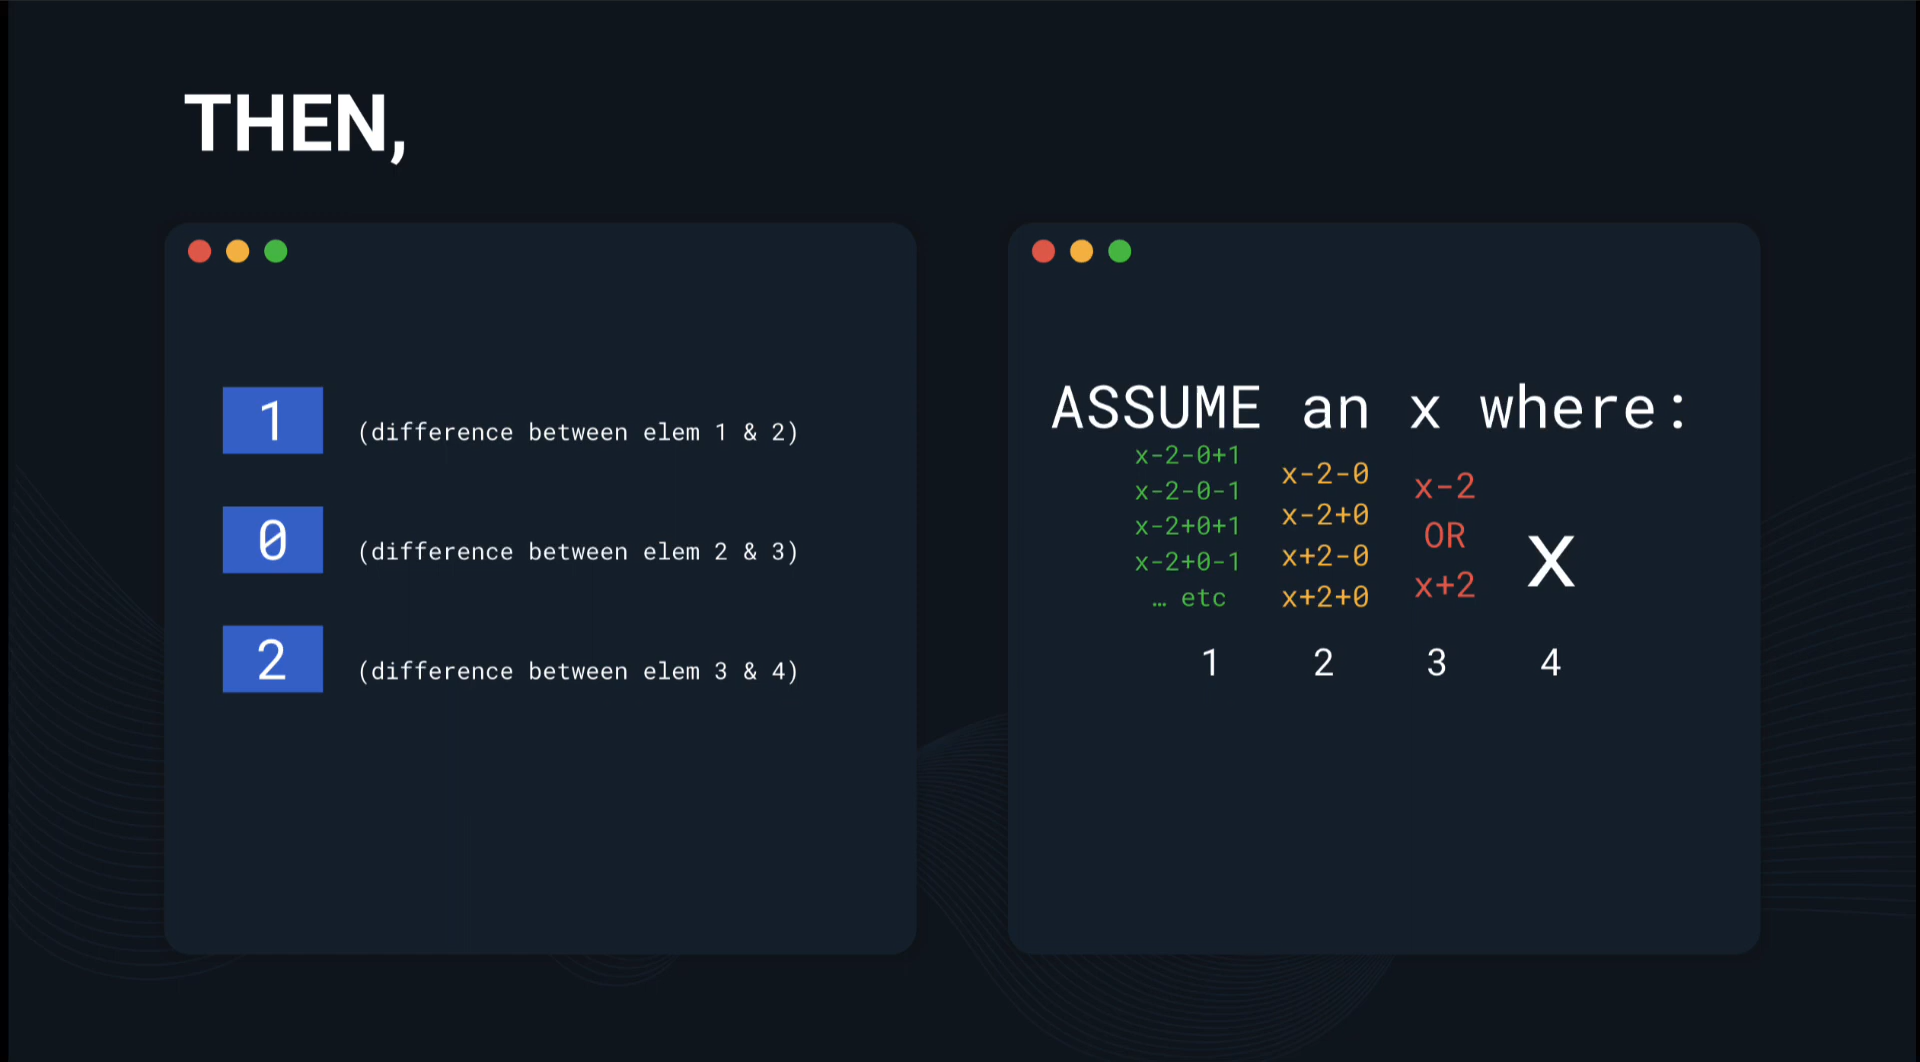 THEN,
1 (difference between elem 1 & 2)
0 (difference between elem 2 & 3)
2 (difference between elem 3 & 4)
ASSUME an x where:
x-2-0+1
x-2-0-1
x-2+0+1
x-2+0-1
… etc
x-2-0
x-2+0
x+2-0
x+2+0
x-2
OR
x+2
x
1 2 3 4